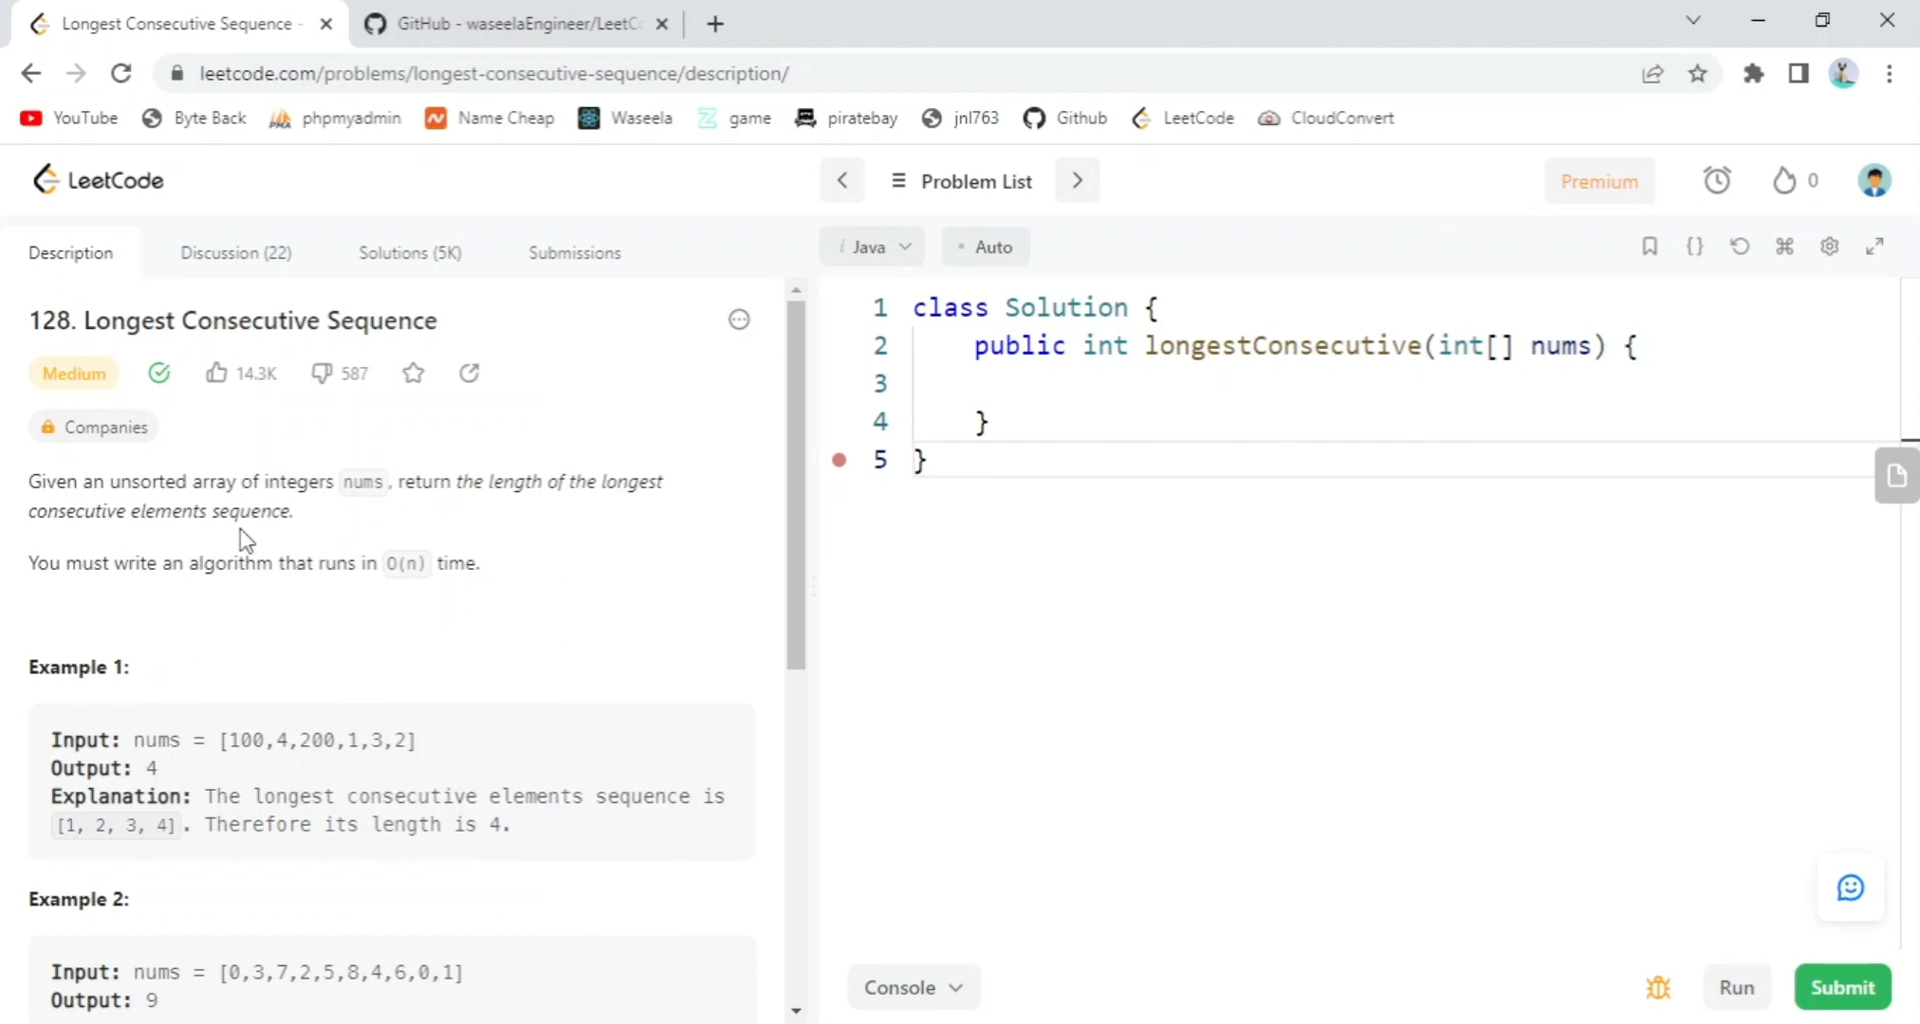 Longest Consecutive Sequence -
GitHub - waseelaEngineer/LeetC
leetcode.com/problems/longest-consecutive-sequence/description/
YouTube
Byte Back
phpmyadmin
Name Cheap
Waseela
game
piratebay
jnl763
Github
LeetCode
CloudConvert
LeetCode
Problem List
Premium
0
Description
Discussion (22)
Solutions (5K)
Submissions
i Java
• Auto
128. Longest Consecutive Sequence
Medium
14.3K
587
Companies
Given an unsorted array of integers nums, return the length of the longest
consecutive elements sequence.
You must write an algorithm that runs in O(n) time.
Example 1:
Input: nums = [100,4,200,1,3,2]
Output: 4
Explanation: The longest consecutive elements sequence is
[1, 2, 3, 4]. Therefore its length is 4.
Example 2:
Input: nums = [0,3,7,2,5,8,4,6,0,1]
Output: 9
1 class Solution {
2 public int longestConsecutive(int[] nums) {
3
4 }
5 }
Console
Run
Submit